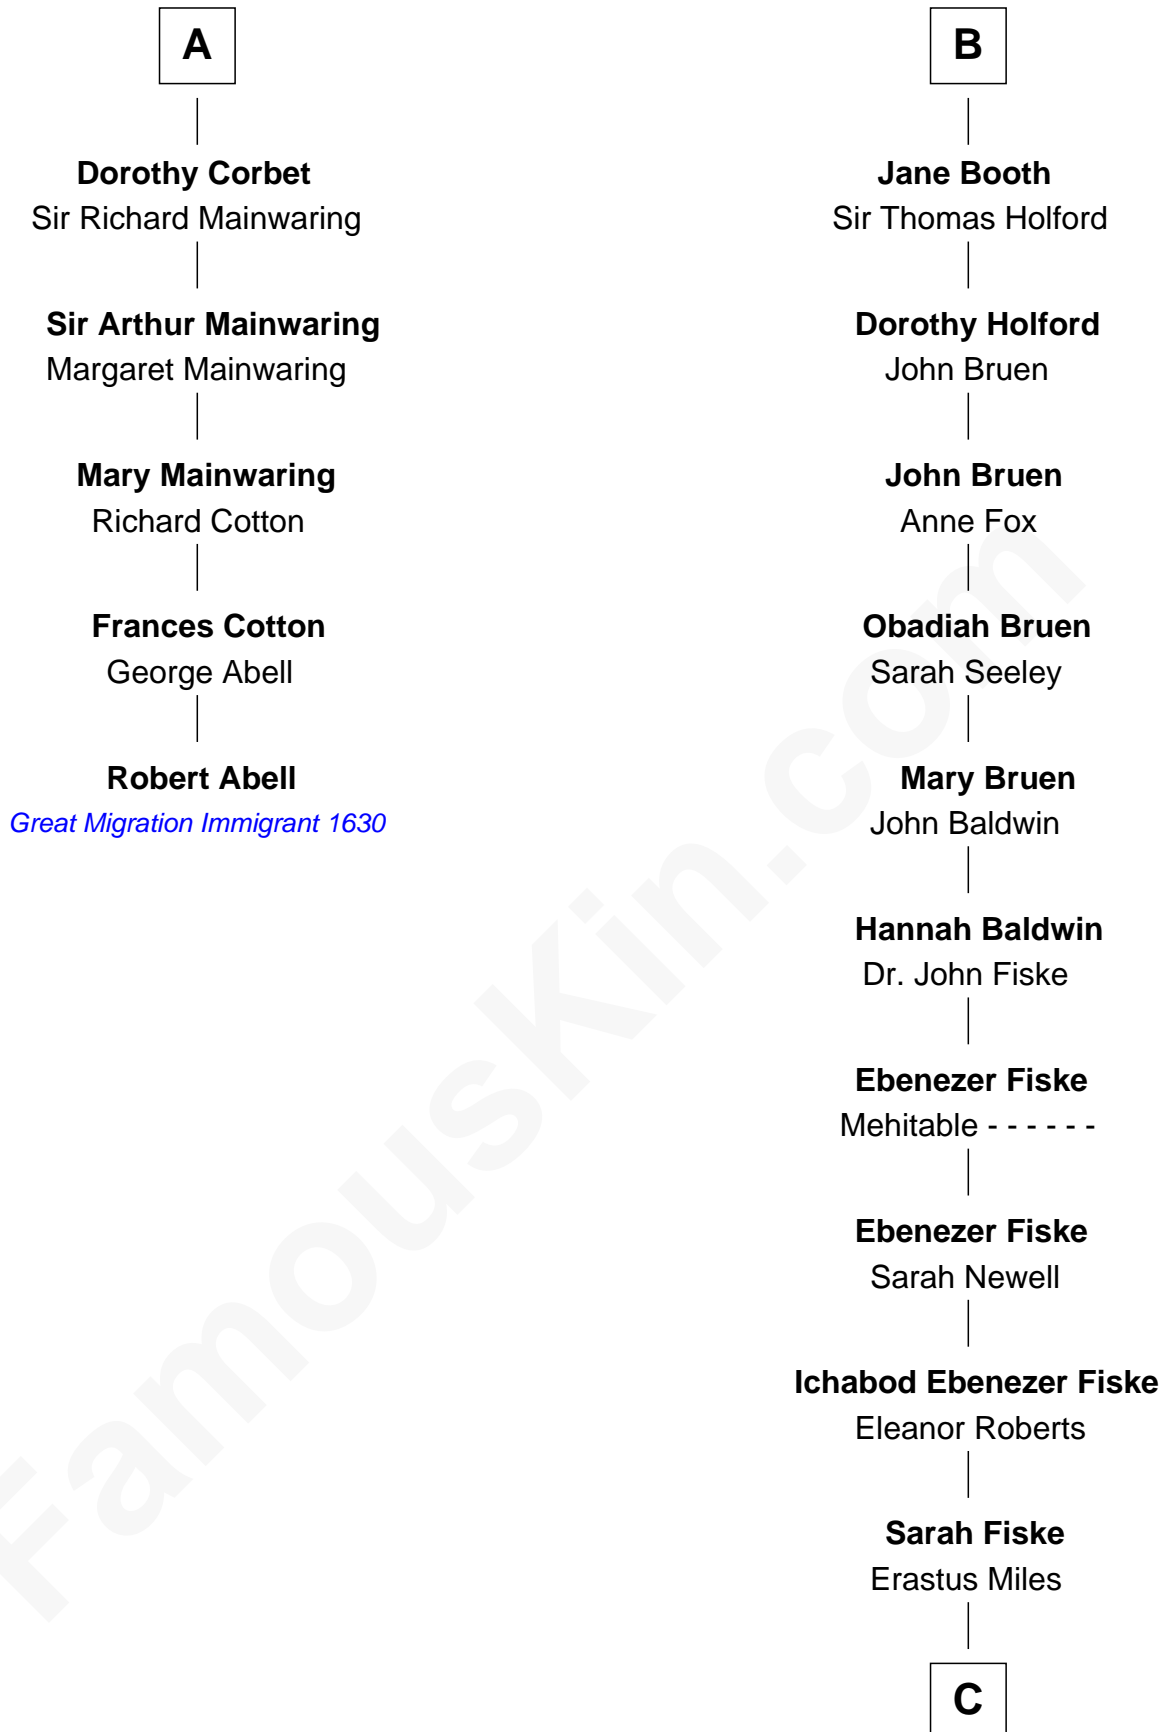 A
Dorothy Corbet
Sir Richard Mainwaring
Sir Arthur Mainwaring
Margaret Mainwaring
Mary Mainwaring
Richard Cotton
Frances Cotton
George Abell
Robert Abell
Great Migration Immigrant 1630
B
Jane Booth
Sir Thomas Holford
Dorothy Holford
John Bruen
John Bruen
Anne Fox
Obadiah Bruen
Sarah Seeley
Mary Bruen
John Baldwin
Hannah Baldwin
Dr. John Fiske
Ebenezer Fiske
Mehitable - - - - - -
Ebenezer Fiske
Sarah Newell
Ichabod Ebenezer Fiske
Eleanor Roberts
Sarah Fiske
Erastus Miles
C
FamousKin.com